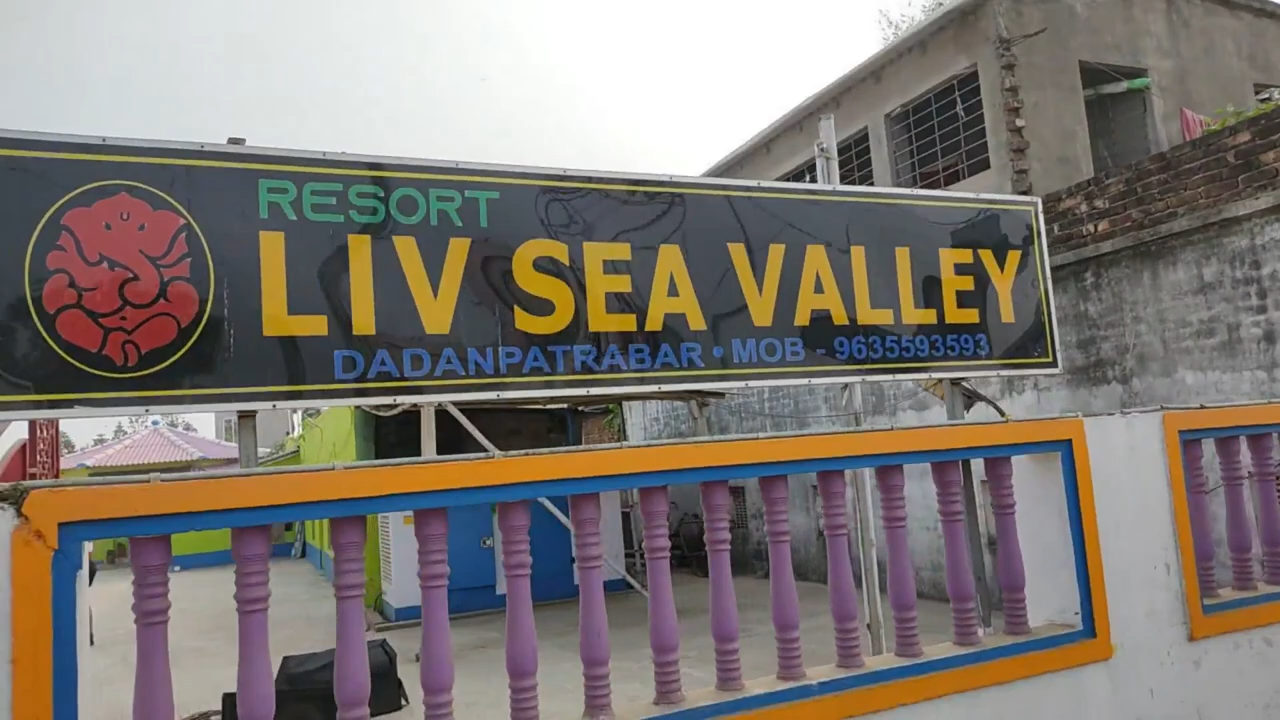 RESORT
LIV SEA VALLEY
DADANPATRABAR • MOB - 9635593593